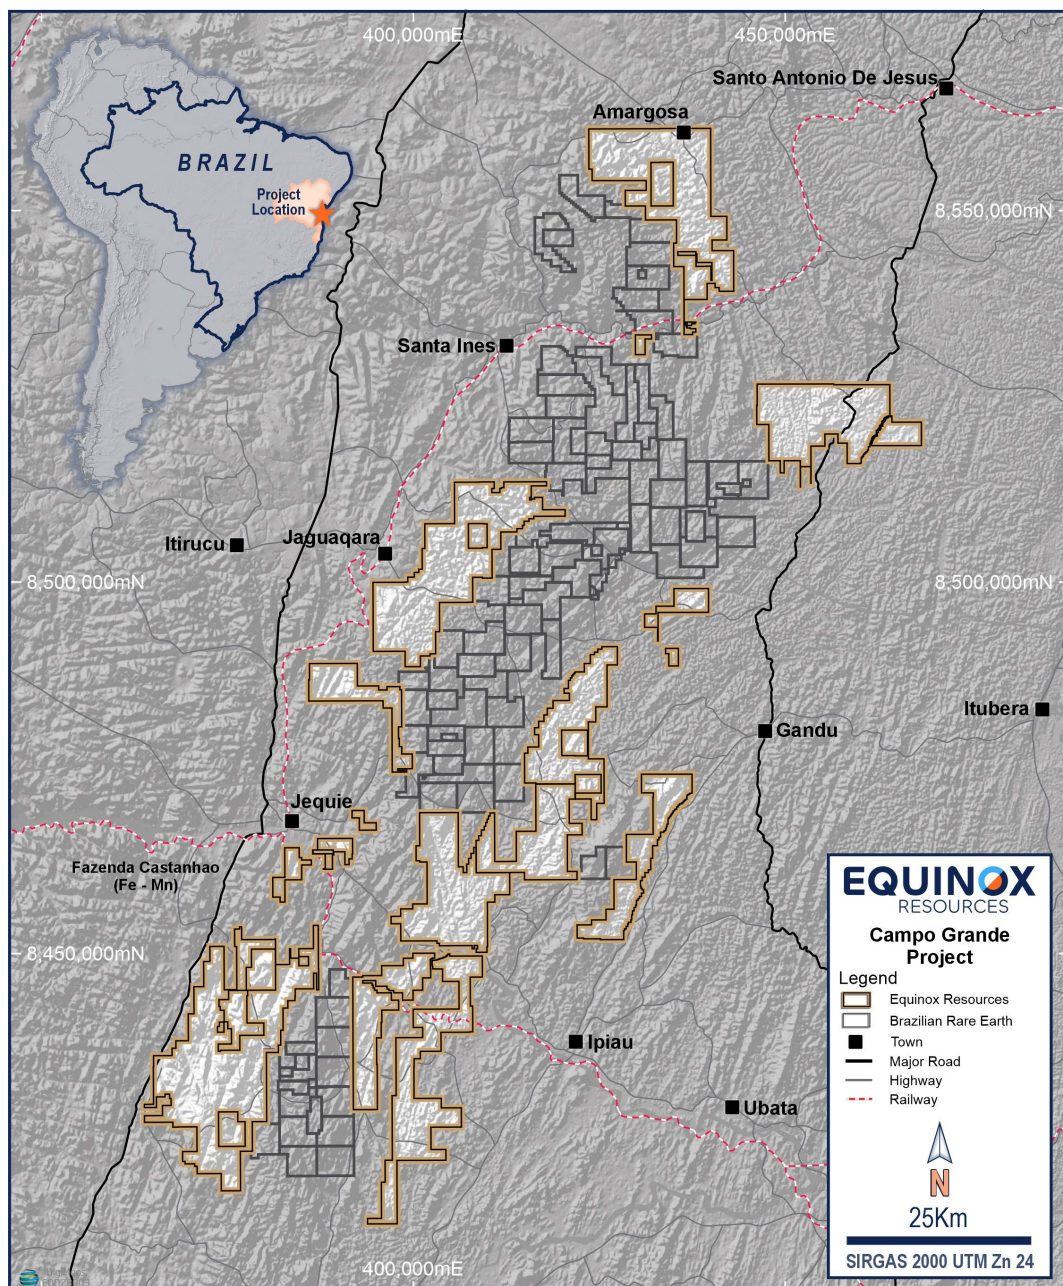 400,000mE
450,000mE
Santo Antonio De Jesus
Amargosa
BRAZIL
Project
Location
8,550,000mN
Santa Ines
Itirucu
Jaguaqara
8,500,000mN
8,500,000mN
Itubera
Gandu
Jequie
Fazenda Castanhao
(Fe - Mn)
8,450,000mN
Ipiau
Ubata
400,000mE
EQUINOX
RESOURCES
Campo Grande
Project
Legend
Equinox Resources
Brazilian Rare Earth
Town
Major Road
Highway
Railway
N
25Km
SIRGAS 2000 UTM Zn 24